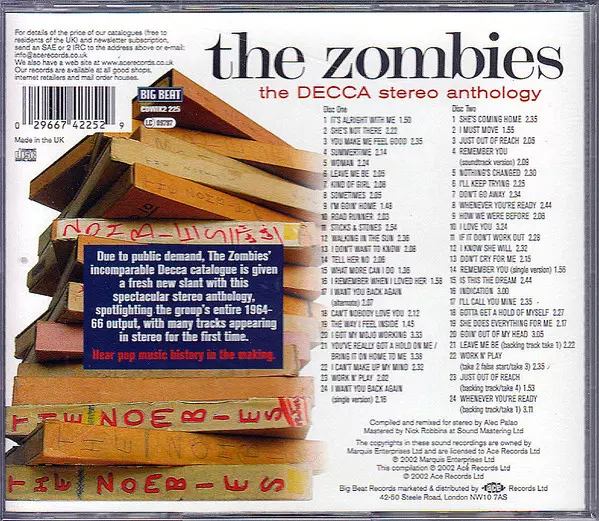 For details of the price of our catalogues (free to
residents of the UK) and newsletter subscription,
send an SAE or 2 IRC to the address above or e-mail:
info@acerecords.co.uk
We also have a web site at www.acerecords.co.uk
Our records are available at all good shops,
internet retailers and mail order houses.
the zombies
the DECCA stereo anthology
BIG BEAT
CDWIK2 225
LC 09797
0 29667 42252 9
Made in the UK
Disc One
1 IT'S ALRIGHT WITH ME 1.50
2 SHE'S NOT THERE 2.22
3 YOU MAKE ME FEEL GOOD 2.35
4 SUMMERTIME 2.14
5 WOMAN 2.24
6 LEAVE ME BE 2.05
7 KIND OF GIRL 2.08
8 SOMETIMES 2.05
9 I'M GOIN' HOME 1.48
10 ROAD RUNNER 2.03
11 STICKS & STONES 2.54
12 WALKING IN THE SUN 2.36
13 I DON'T WANT TO KNOW 2.06
14 TELL HER NO 2.06
15 WHAT MORE CAN I DO 1.38
16 I REMEMBER WHEN I LOVED HER 1.58
17 I WANT YOU BACK AGAIN
(alternate) 2.07
18 CAN'T NOBODY LOVE YOU 2.12
19 THE WAY I FEEL INSIDE 1.45
20 I GOT MY MOJO WORKING 3.33
21 YOU'VE REALLY GOT A HOLD ON ME /
BRING IT ON HOME TO ME 3.38
22 I CAN'T MAKE UP MY MIND 2.32
23 WORK N' PLAY 2.02
24 I WANT YOU BACK AGAIN
(single version) 2.16
Disc Two
1 SHE'S COMING HOME 2.35
2 I MUST MOVE 1.55
3 JUST OUT OF REACH 2.05
4 REMEMBER YOU
(soundtrack version) 2.09
5 NOTHING'S CHANGED 2.30
6 I'LL KEEP TRYING 2.25
7 DON'T GO AWAY 2.34
8 WHENEVER YOU'RE READY 2.44
9 HOW WE WERE BEFORE 2.06
10 I LOVE YOU 3.24
11 IF IT DON'T WORK OUT 2.28
12 I KNOW SHE WILL 2.32
13 DON'T CRY FOR ME 2.15
14 REMEMBER YOU (single version) 1.56
15 IS THIS THE DREAM 2.44
16 INDICATION 3.00
17 I'LL CALL YOU MINE 2.35
18 GOTTA GET A HOLD OF MYSELF 2.27
19 SHE DOES EVERYTHING FOR ME 2.17
20 GOIN' OUT OF MY HEAD 3.05
21 LEAVE ME BE (backing track take 1) 2.22
22 WORK N' PLAY
(take 2 false start/take 3) 2.35
23 JUST OUT OF REACH
(backing track/take 4) 1.53
24 WHENEVER YOU'RE READY
(backing track/take 1) 3.11
Due to public demand, The Zombies'
incomparable Decca catalogue is given
a fresh new slant with this
spectacular stereo anthology,
spotlighting the group's entire 1964-
66 output, with many tracks appearing
in stereo for the first time.
Hear pop music history in the making.
THE ZOMBIES
THE ZOMBIES
Compiled and remixed for stereo by Alec Palao
Mastered by Nick Robbins at Sound Mastering Ltd
The copyrights in these sound recordings are owned by
Marquis Enterprises Ltd and are licensed to Ace Records Ltd
℗ 2002 Marquis Enterprises Ltd
This compilation ℗ 2002 Ace Records Ltd
© 2002 Ace Records Ltd
Big Beat Records marketed & distributed by ACE Records Ltd
42-50 Steele Road, London NW10 7AS